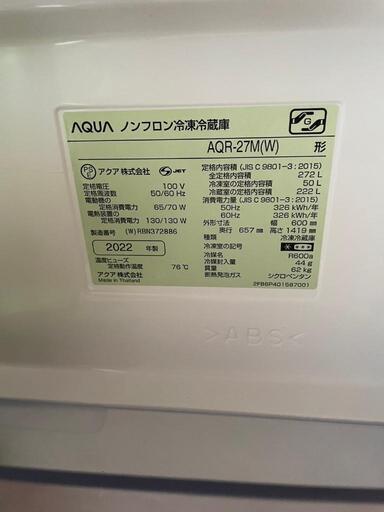 AQUA ノンフロン冷凍冷蔵庫
G
AQR-27M(W) 形
PS E アクア株式会社 JET
定格電圧 100 V
定格周波数 50/60 Hz
電動機の
定格消費電力 65/70 W
電熱装置の
定格消費電力 130/130 W
製造番号 (W) RBN372886
2022 年製
温度ヒューズ
定格動作温度 76℃
アクア株式会社
Made in Thailand
定格内容積 (JIS C 9801-3 ; 2015)
全定格内容積 272 L
冷凍室の定格内容積 50 L
冷蔵室の定格内容積 222 L
消費電力量 (JIS C 9801-3 ; 2015)
50Hz 326 kWh/年
60Hz 326 kWh/年
外形寸法 幅 600 mm
奥行 657 mm 高さ 1419 mm
種類 冷凍冷蔵庫
冷凍室の記号
冷媒 R600a
冷媒封入量 44 g
質量 62 kg
断熱発泡ガス シクロペンタン
2FB6P401587001
>ABS<